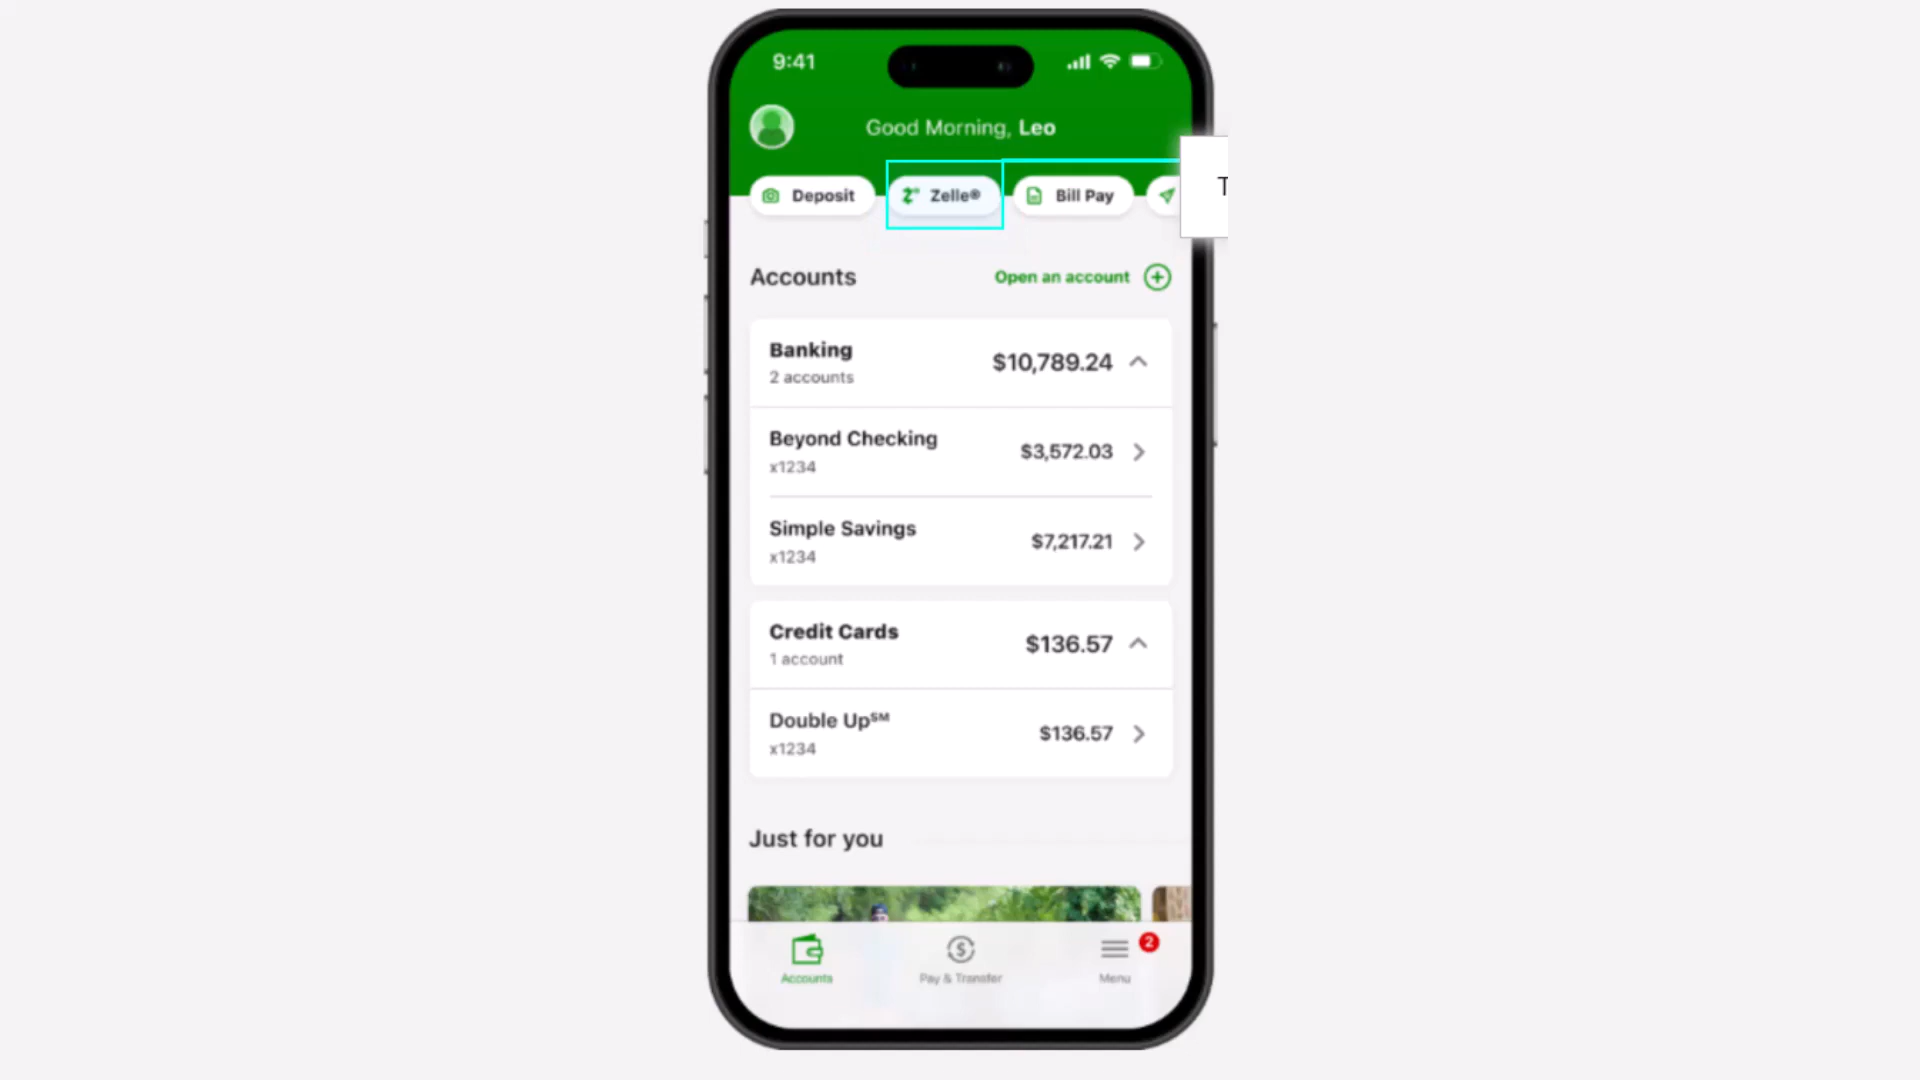 9:41
Good Morning, Leo
Deposit
Zelle®
Bill Pay
T
Accounts
Open an account
Banking
$10,789.24
2 accounts
Beyond Checking
$3,572.03
x1234
Simple Savings
$7,217.21
x1234
Credit Cards
$136.57
1 account
Double Up℠
$136.57
x1234
Just for you
2
Accounts
Pay & Transfer
Menu